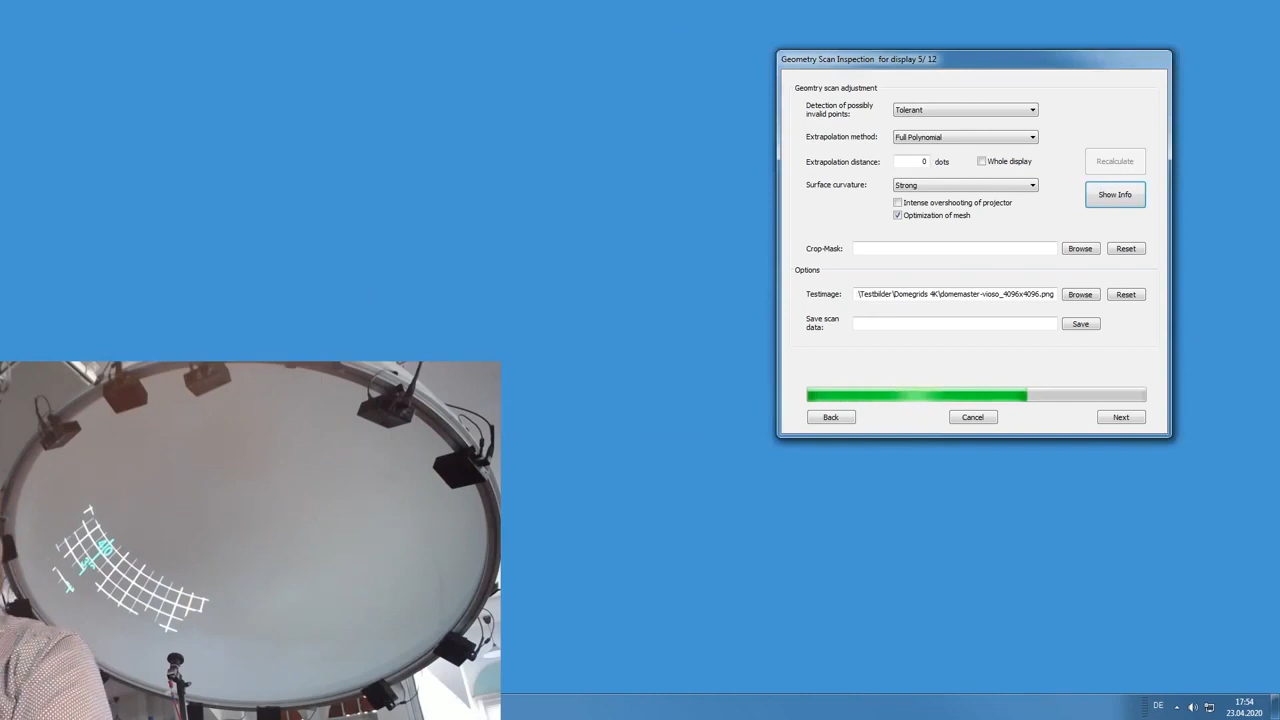 Geometry Scan Inspection for display 5/ 12
Geomtry scan adjustment
Detection of possibly
invalid points:
Tolerant
Extrapolation method:
Full Polynomial
Extrapolation distance:
0 dots
Whole display
Recalculate
Surface curvature:
Strong
Show Info
Intense overshooting of projector
Optimization of mesh
Crop-Mask:
Browse
Reset
Options
Testimage:
\Testbilder\Domegrids 4K\domemaster-vioso_4096x4096.png
Browse
Reset
Save scan
data:
Save
Back
Cancel
Next
DE
17:54
23.04.2020